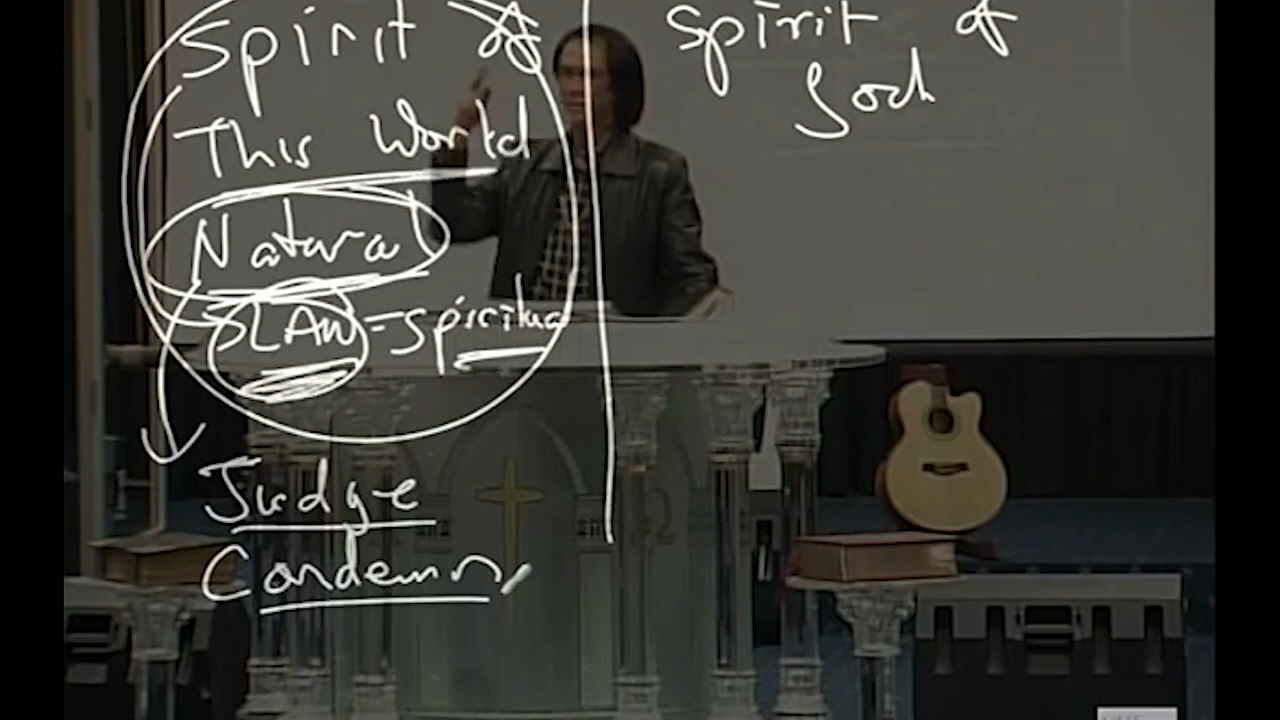 Spirit of
This World
Natural
LAW = Spiritual
Judge
Condemn,
Spirit of
God